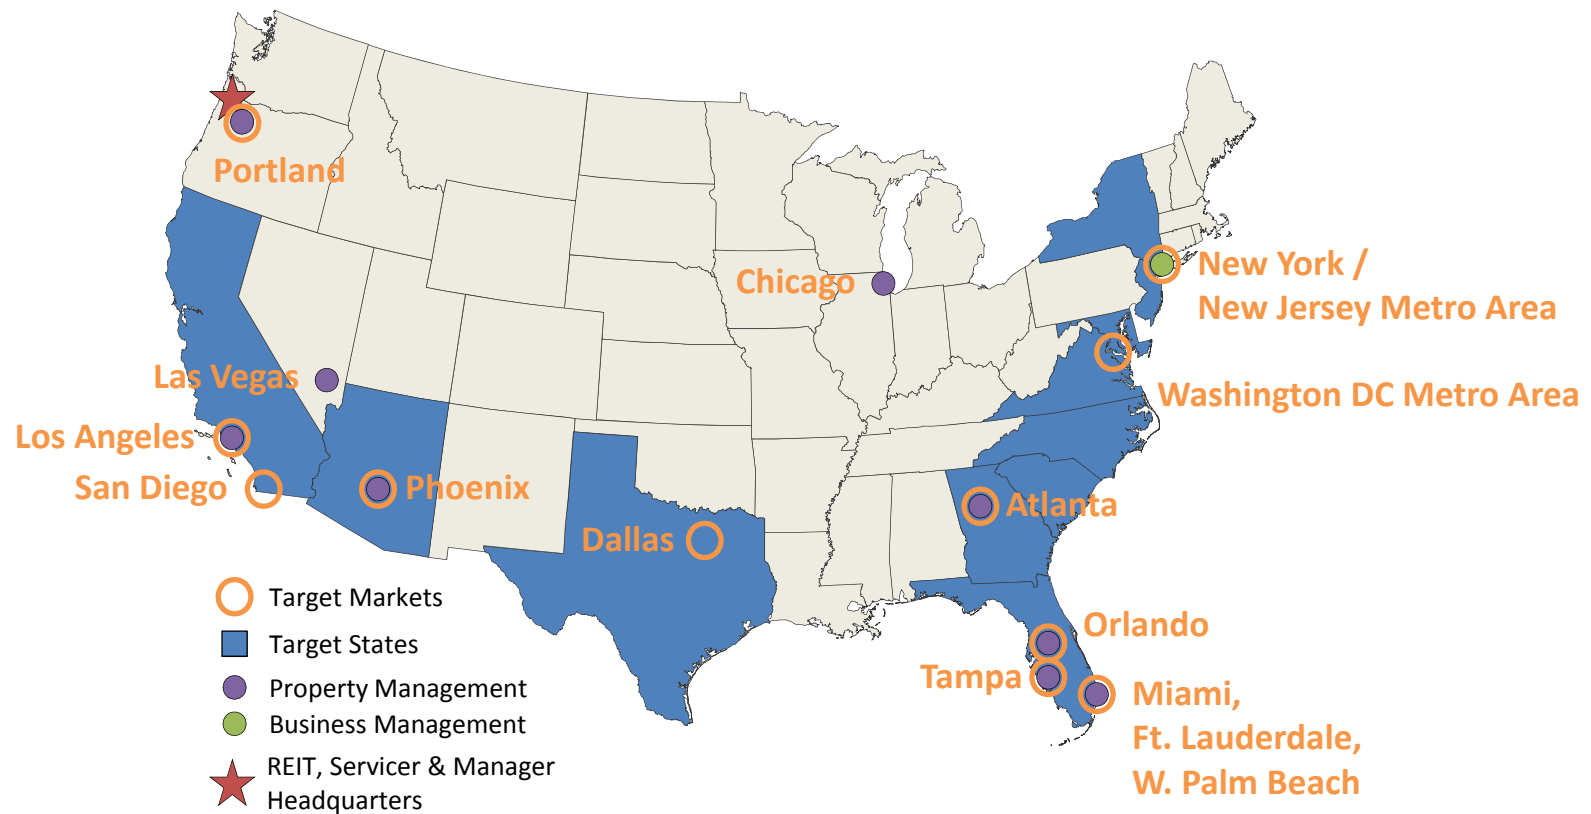 Portland
Chicago
New York /
New Jersey Metro Area
Las Vegas
Washington DC Metro Area
Los Angeles
San Diego
Phoenix
Dallas
Atlanta
Orlando
Tampa
Miami,
Ft. Lauderdale,
W. Palm Beach
Target Markets
Target States
Property Management
Business Management
REIT, Servicer & Manager
Headquarters